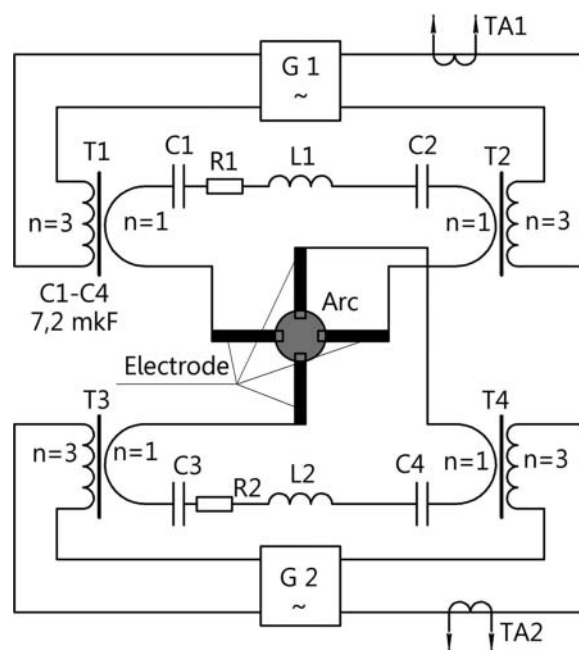 TA1
G 1
~
T1
C1
R1
L1
C2
T2
n=3
n=1
n=1
n=3
C1-C4
7,2 mkF
Arc
Electrode
T3
T4
n=3
n=1
C3
R2
L2
C4
n=1
n=3
G 2
~
TA2